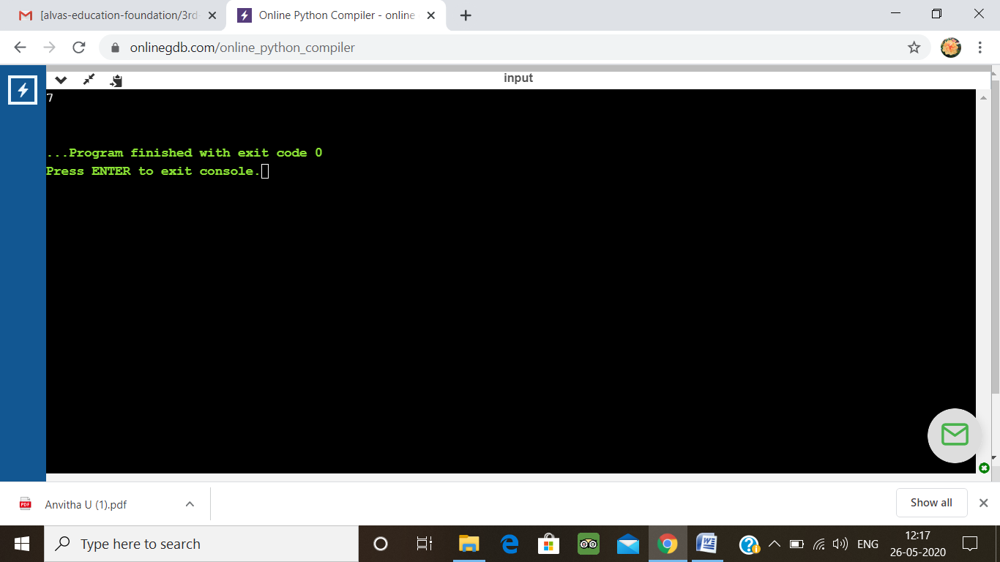 [alvas-education-foundation/3rd-
Online Python Compiler - online
onlinegdb.com/online_python_compiler
input
7
...Program finished with exit code 0
Press ENTER to exit console.
PDF
Anvitha U (1).pdf
Show all
Type here to search
ENG
12:17
26-05-2020